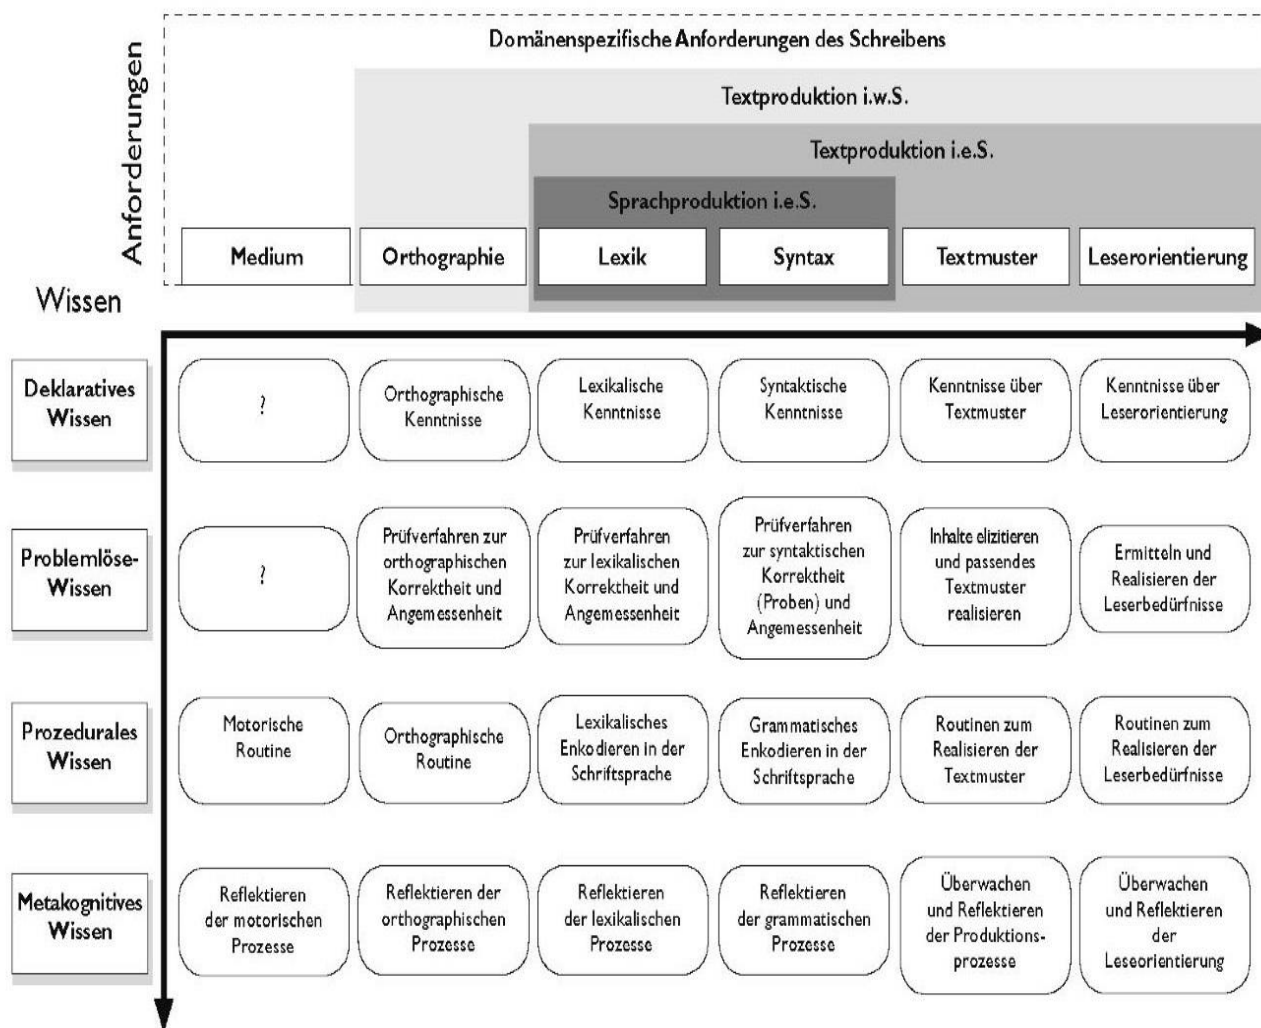 Anforderungen
Domänenspezifische Anforderungen des Schreibens
Textproduktion i.w.S.
Textproduktion i.e.S.
Sprachproduktion i.e.S.
Medium
Orthographie
Lexik
Syntax
Textmuster
Leserorientierung
Wissen
Deklaratives
Wissen
?
Orthographische
Kenntnisse
Lexikalische
Kenntnisse
Syntaktische
Kenntnisse
Kenntnisse über
Textmuster
Kenntnisse über
Leserorientierung
Problemlöse-
Wissen
?
Prüfverfahren zur
orthographischen
Korrektheit und
Angemessenheit
Prüfverfahren
zur lexikalischen
Korrektheit und
Angemessenheit
Prüfverfahren
zur syntaktischen
Korrektheit
(Proben) und
Angemessenheit
Inhalte elizitieren
und passendes
Textmuster
realisieren
Ermitteln und
Realisieren der
Leserbedürfnisse
Prozedurales
Wissen
Motorische
Routine
Orthographische
Routine
Lexikalisches
Enkodieren in der
Schriftsprache
Grammatisches
Enkodieren in der
Schriftsprache
Routinen zum
Realisieren der
Textmuster
Routinen zum
Realisieren der
Leserbedürfnisse
Metakognitives
Wissen
Reflektieren
der motorischen
Prozesse
Reflektieren der
orthographischen
Prozesse
Reflektieren
der lexikalischen
Prozesse
Reflektieren
der grammatischen
Prozesse
Überwachen
und Reflektieren
der Produktions-
prozesse
Überwachen
und Reflektieren
der
Leseorientierung